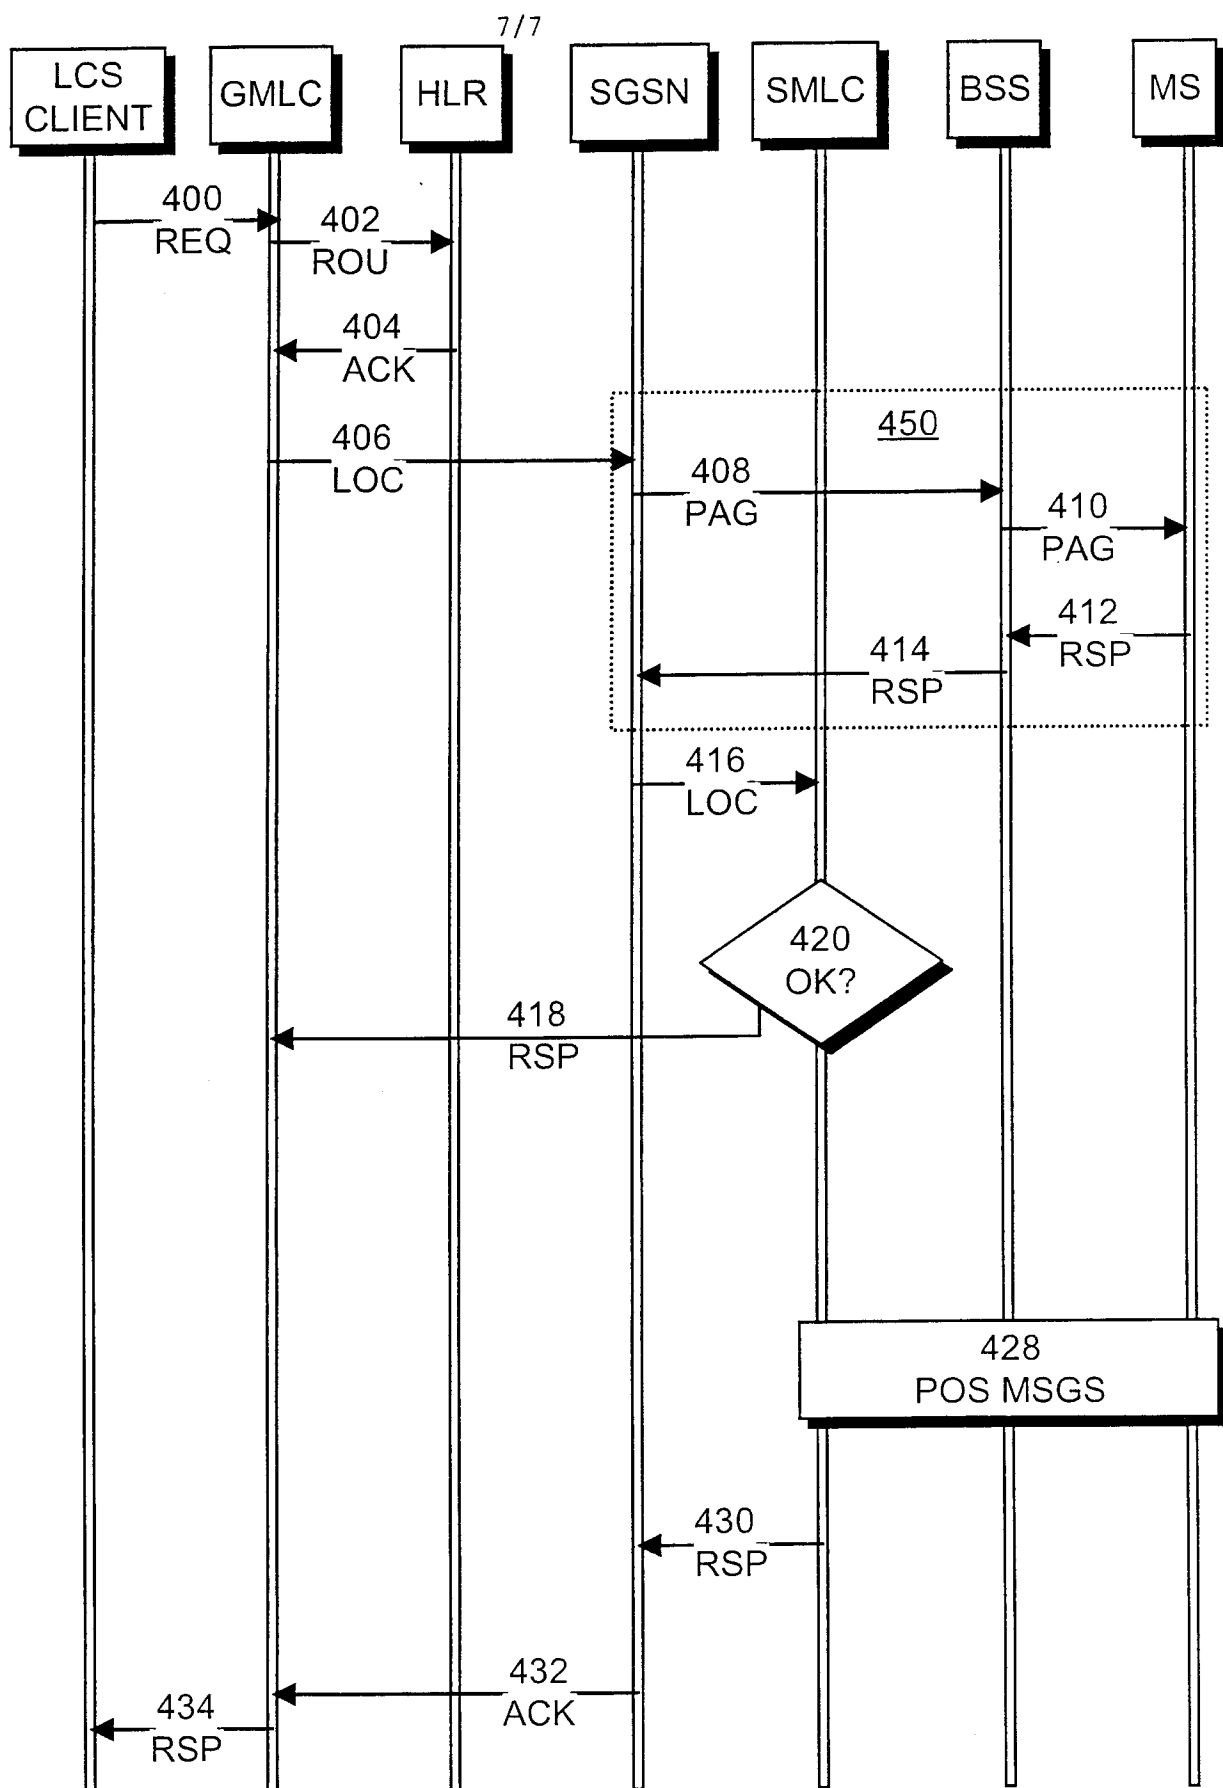 7/7
LCS
CLIENT
GMLC
HLR
SGSN
SMLC
BSS
MS
400
REQ
402
ROU
404
ACK
406
LOC
450
408
PAG
410
PAG
412
RSP
414
RSP
416
LOC
420
OK?
418
RSP
428
POS MSGS
430
RSP
432
ACK
434
RSP